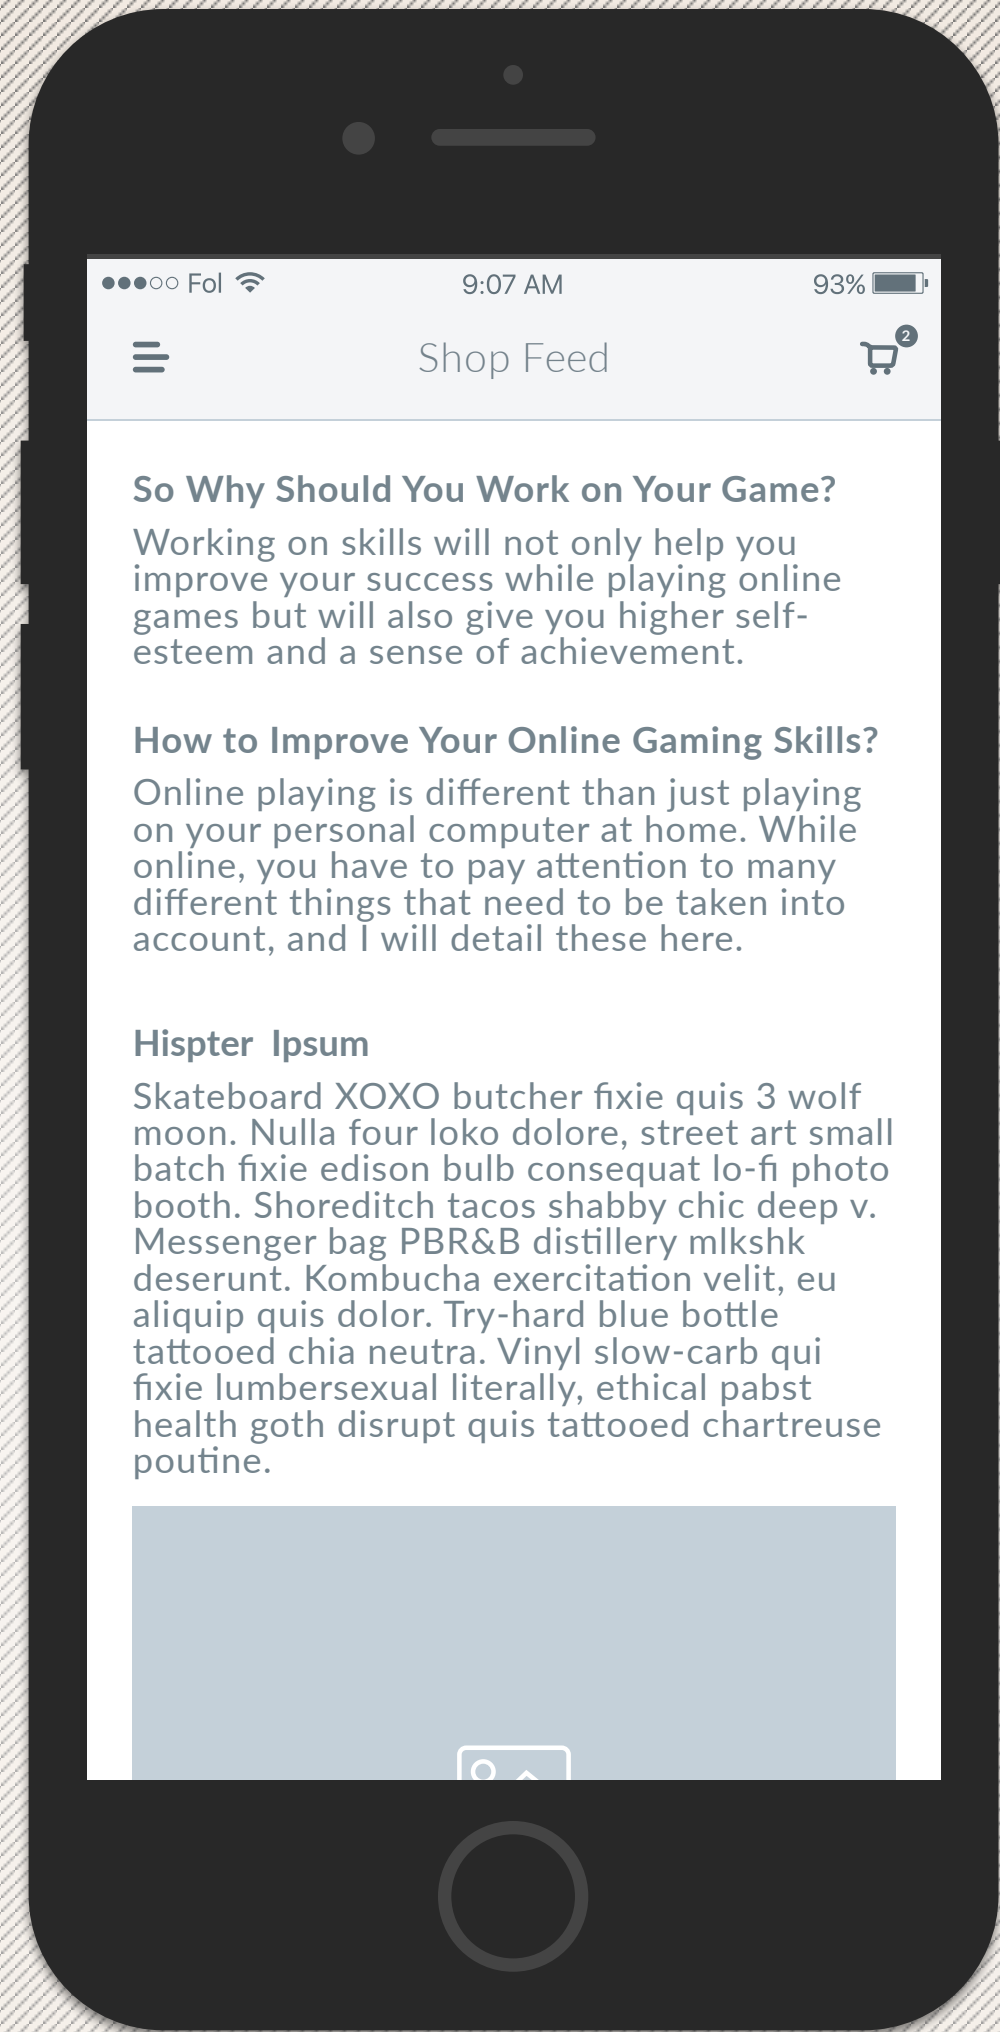 Fol 9:07 AM 93%
Shop Feed 2
So Why Should You Work on Your Game?
Working on skills will not only help you
improve your success while playing online
games but will also give you higher self-
esteem and a sense of achievement.
How to Improve Your Online Gaming Skills?
Online playing is different than just playing
on your personal computer at home. While
online, you have to pay attention to many
different things that need to be taken into
account, and I will detail these here.
Hispter  Ipsum
Skateboard XOXO butcher fixie quis 3 wolf
moon. Nulla four loko dolore, street art small
batch fixie edison bulb consequat lo-fi photo
booth. Shoreditch tacos shabby chic deep v.
Messenger bag PBR&B distillery mlkshk
deserunt. Kombucha exercitation velit, eu
aliquip quis dolor. Try-hard blue bottle
tattooed chia neutra. Vinyl slow-carb qui
fixie lumbersexual literally, ethical pabst
health goth disrupt quis tattooed chartreuse
poutine.